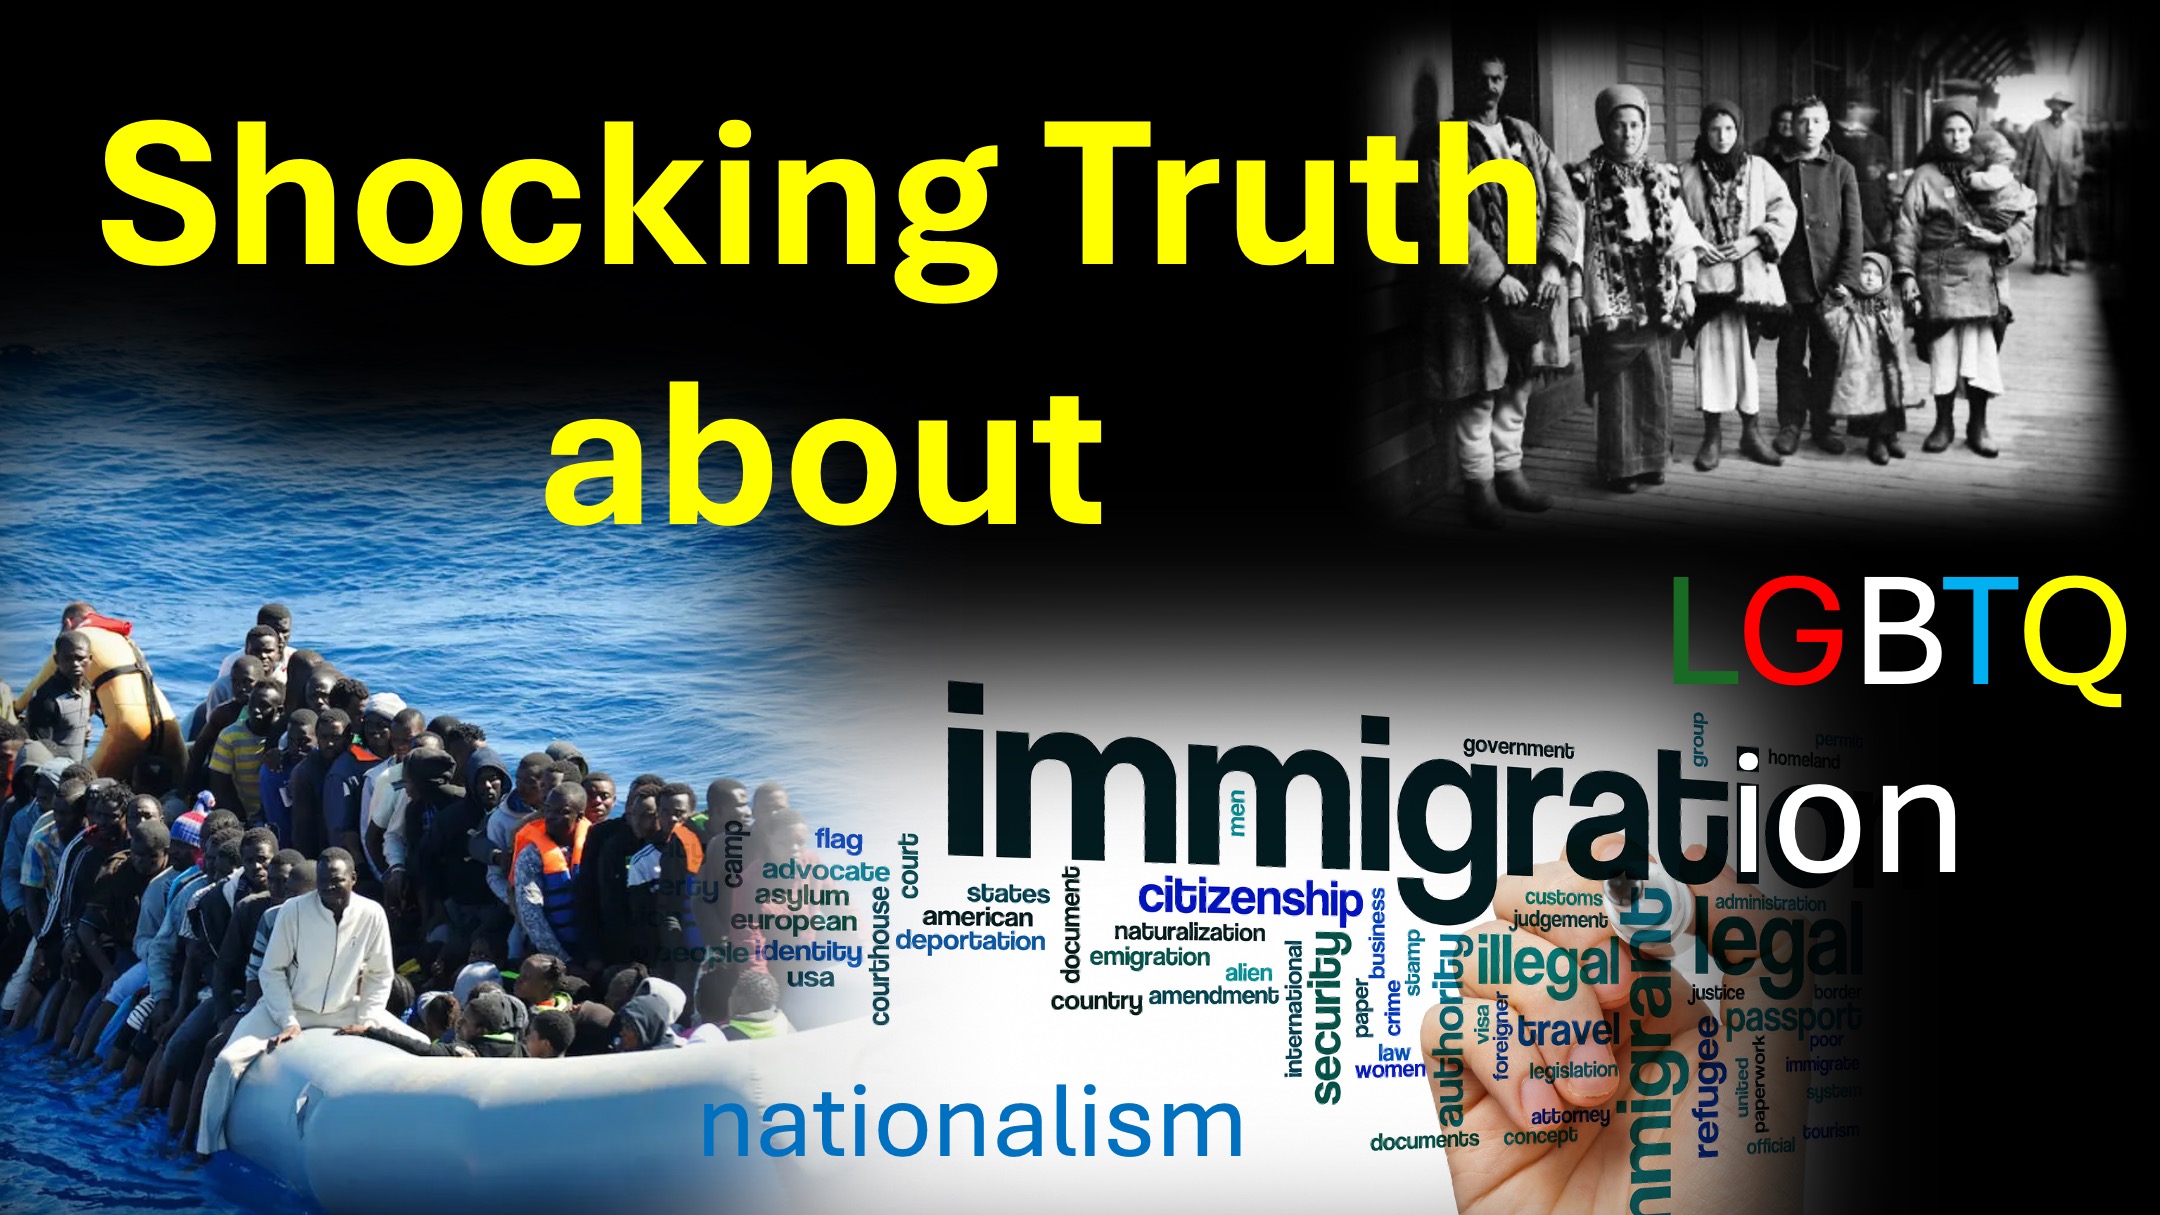 Shocking Truth
about
LGBTQ
immigration
nationalism
government
group
permit
homeland
men
flag
court
camp
advocate
asylum
european
people
identity
usa
courthouse
states
american
deportation
document
citizenship
naturalization
emigration
alien
country
amendment
international
security
business
paper
crime
stamp
law
women
authority
customs
judgement
illegal
immigrant
administration
legal
visa
foreigner
travel
legislation
attorney
documents
concept
justice
border
passport
refugee
poor
paperwork
united
immigrate
system
tourism
official